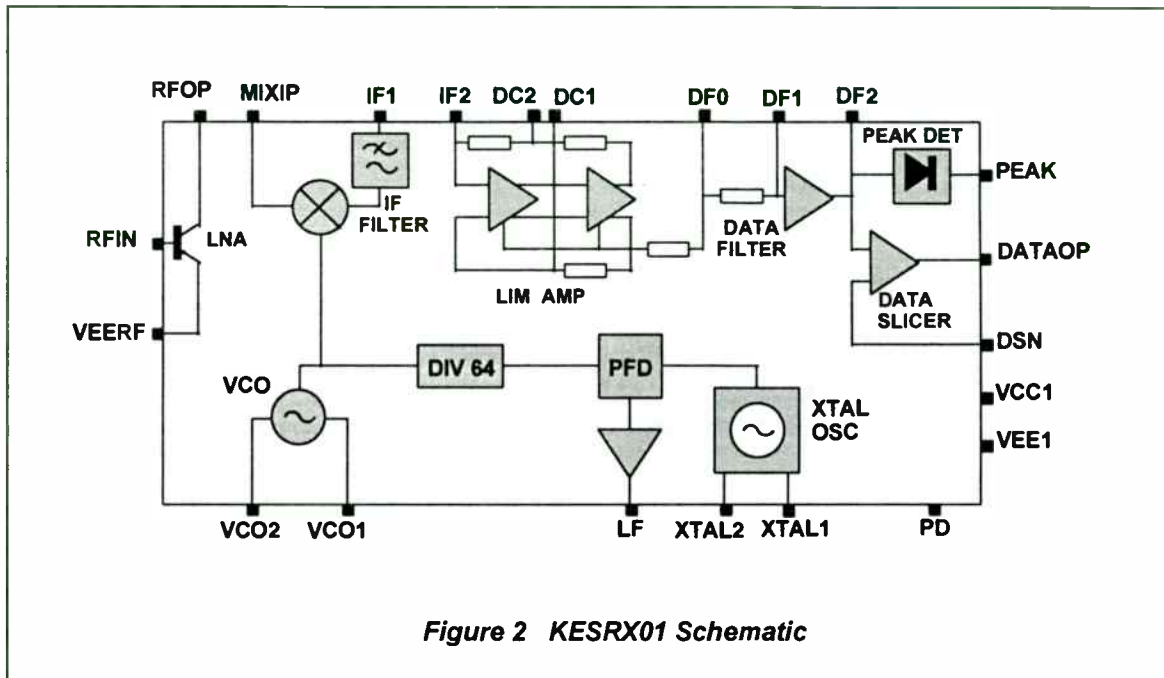 RFOP MIXIP IF1 IF2 DC2 DC1 DF0 DF1 DF2
PEAK DET
PEAK
IF
FILTER
RFIN
LNA
DATA
FILTER
DATAOP
LIM AMP
DATA
SLICER
VEERF
DSN
DIV 64
PFD
VCO
XTAL
OSC
VCC1
VEE1
VCO2 VCO1 LF XTAL2 XTAL1 PD
Figure 2 KESRX01 Schematic